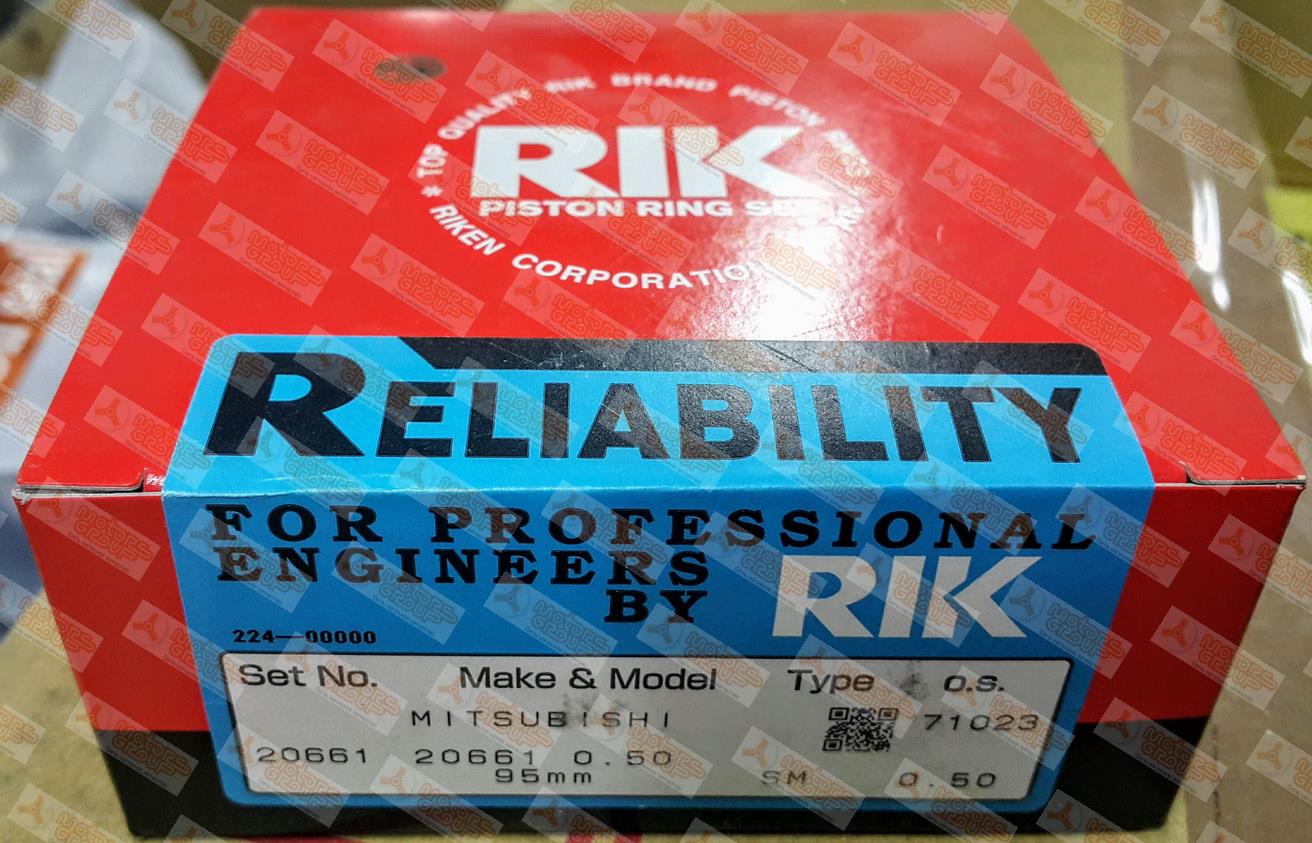 * TOP QUALITY RIK BRAND PISTON RINGS
RIK
PISTON RING
* RIKEN CORPORATION
RELIABILITY
FOR PROFESSIONAL
ENGINEERS
BY RIK
224—00000
Set No. Make & Model Type o.s.
MITSUBISHI 71023
20661 20661 0.50
95mm SM 0.50